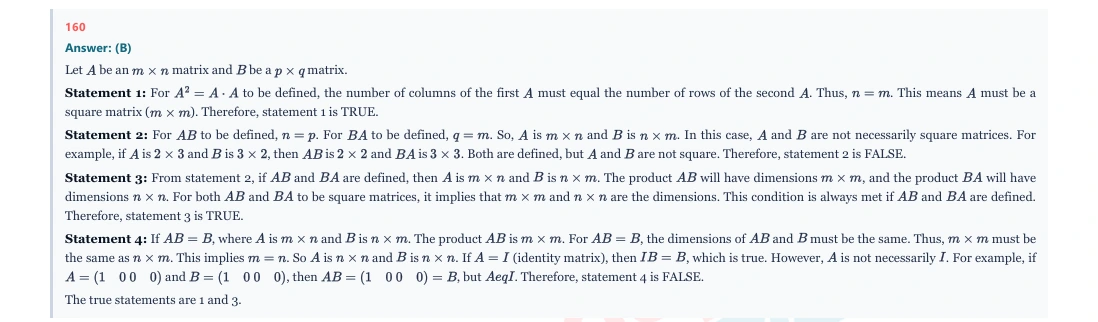 160
Answer: (B)
Let A be an m × n matrix and B be a p × q matrix.
Statement 1: For A² = A · A to be defined, the number of columns of the first A must equal the number of rows of the second A. Thus, n = m. This means A must be a
square matrix (m × m). Therefore, statement 1 is TRUE.
Statement 2: For AB to be defined, n = p. For BA to be defined, q = m. So, A is m × n and B is n × m. In this case, A and B are not necessarily square matrices. For
example, if A is 2 × 3 and B is 3 × 2, then AB is 2 × 2 and BA is 3 × 3. Both are defined, but A and B are not square. Therefore, statement 2 is FALSE.
Statement 3: From statement 2, if AB and BA are defined, then A is m × n and B is n × m. The product AB will have dimensions m × m, and the product BA will have
dimensions n × n. For both AB and BA to be square matrices, it implies that m × m and n × n are the dimensions. This condition is always met if AB and BA are defined.
Therefore, statement 3 is TRUE.
Statement 4: If AB = B, where A is m × n and B is n × m. The product AB is m × m. For AB = B, the dimensions of AB and B must be the same. Thus, m × m must be
the same as n × m. This implies m = n. So A is n × n and B is n × n. If A = I (identity matrix), then IB = B, which is true. However, A is not necessarily I. For example, if
A = (1 0 0 0) and B = (1 0 0 0), then AB = (1 0 0 0) = B, but AeqI. Therefore, statement 4 is FALSE.
The true statements are 1 and 3.